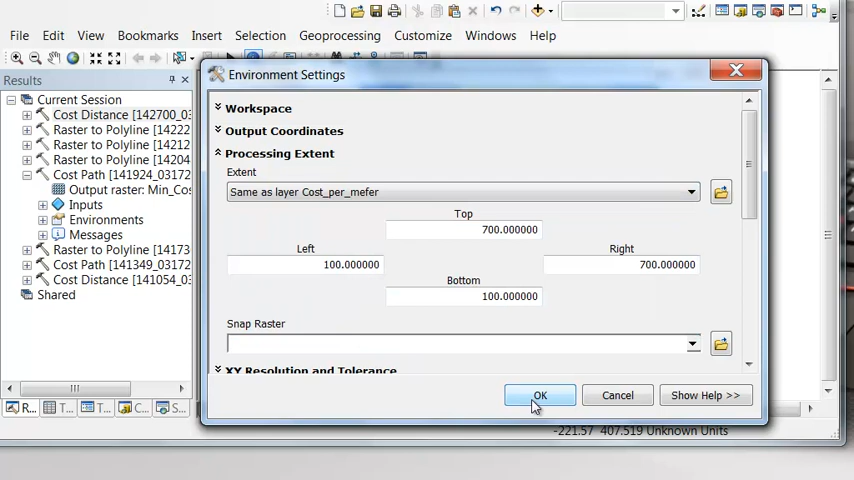 File Edit View Bookmarks Insert Selection Geoprocessing Customize Windows Help
Results
Current Session
Cost Distance [142700_03
Raster to Polyline [14222
Raster to Polyline [14212
Raster to Polyline [14204
Cost Path [141924_03172
Output raster: Min_Cos
Inputs
Environments
Messages
Raster to Polyline [14173
Cost Path [141349_03172
Cost Distance [141054_0317
Shared
R... T... T... C... S...
Environment Settings
Workspace
Output Coordinates
Processing Extent
Extent
Same as layer Cost_per_mefer
Top
700.000000
Left Right
100.000000 700.000000
Bottom
100.000000
Snap Raster
XY Resolution and Tolerance
OK Cancel Show Help >>
-221.57 407.519 Unknown Units